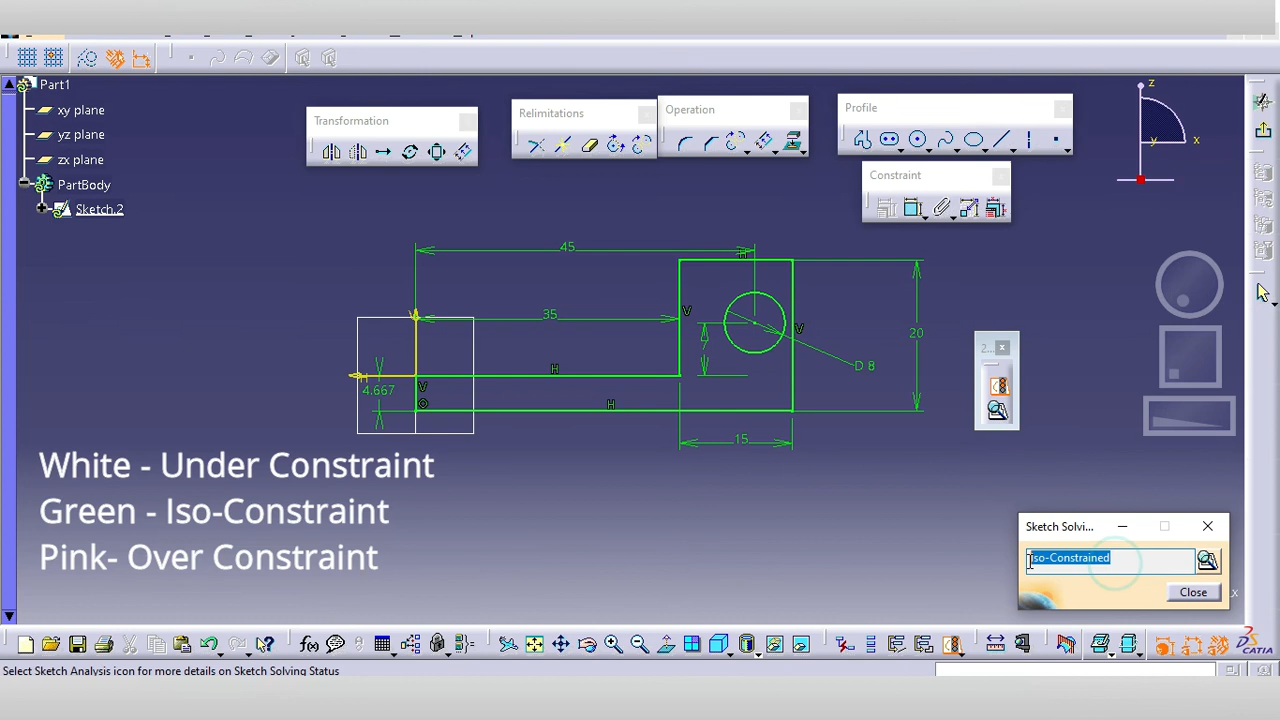 Part1
xy plane
yz plane
zx plane
PartBody
Sketch.2
Transformation
Relimitations
Operation
Profile
Constraint
z
y
x
45
H
35
V
V
7
20
D 8
H
H
4.667
V
O
H
15
2...
White - Under Constraint
Green - Iso-Constraint
Pink- Over Constraint
Sketch Solvi...
Iso-Constrained
Close
x
f(x)
CATIA
Select Sketch Analysis icon for more details on Sketch Solving Status